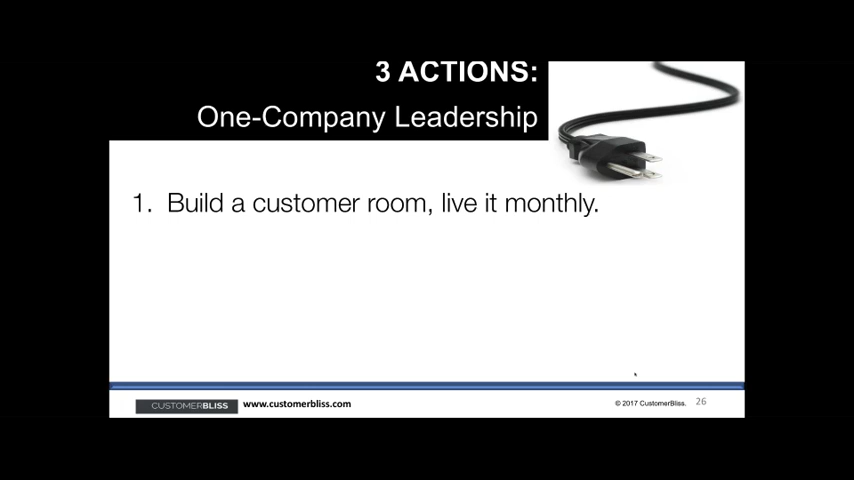 3 ACTIONS:
One-Company Leadership
1. Build a customer room, live it monthly.
CUSTOMERBLISS www.customerbliss.com
© 2017 CustomerBliss. 26